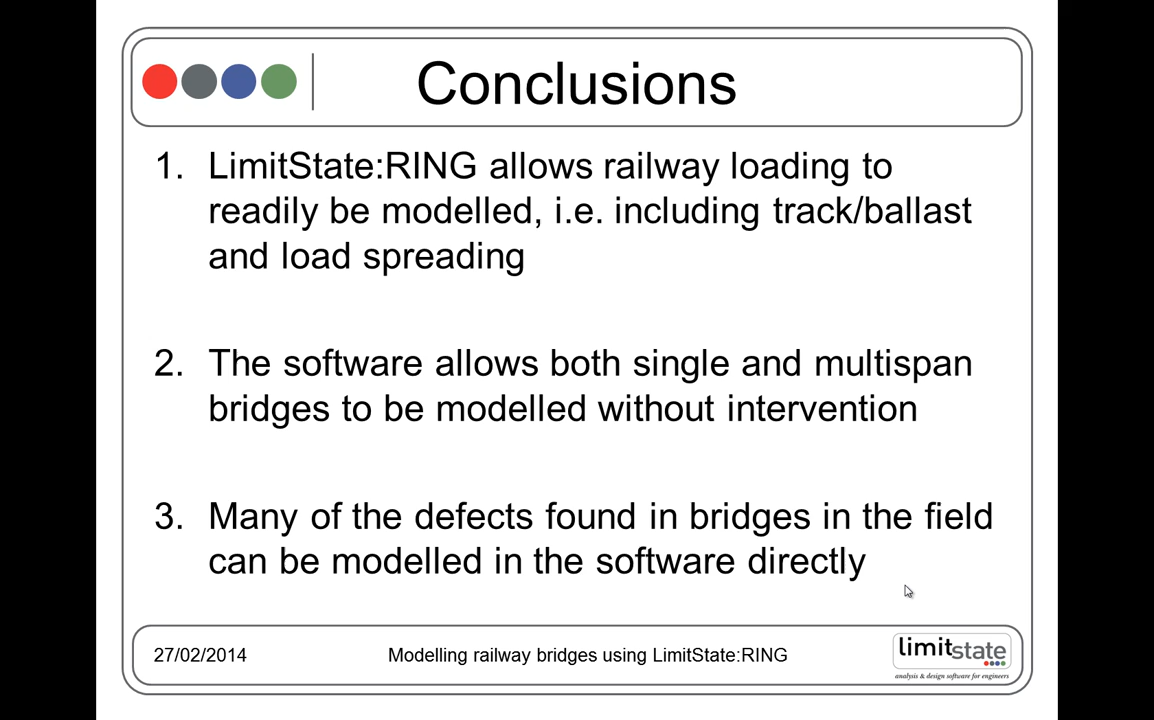 Conclusions
1. LimitState:RING allows railway loading to
readily be modelled, i.e. including track/ballast
and load spreading
2. The software allows both single and multispan
bridges to be modelled without intervention
3. Many of the defects found in bridges in the field
can be modelled in the software directly
27/02/2014
Modelling railway bridges using LimitState:RING
limitstate
analysis & design software for engineers